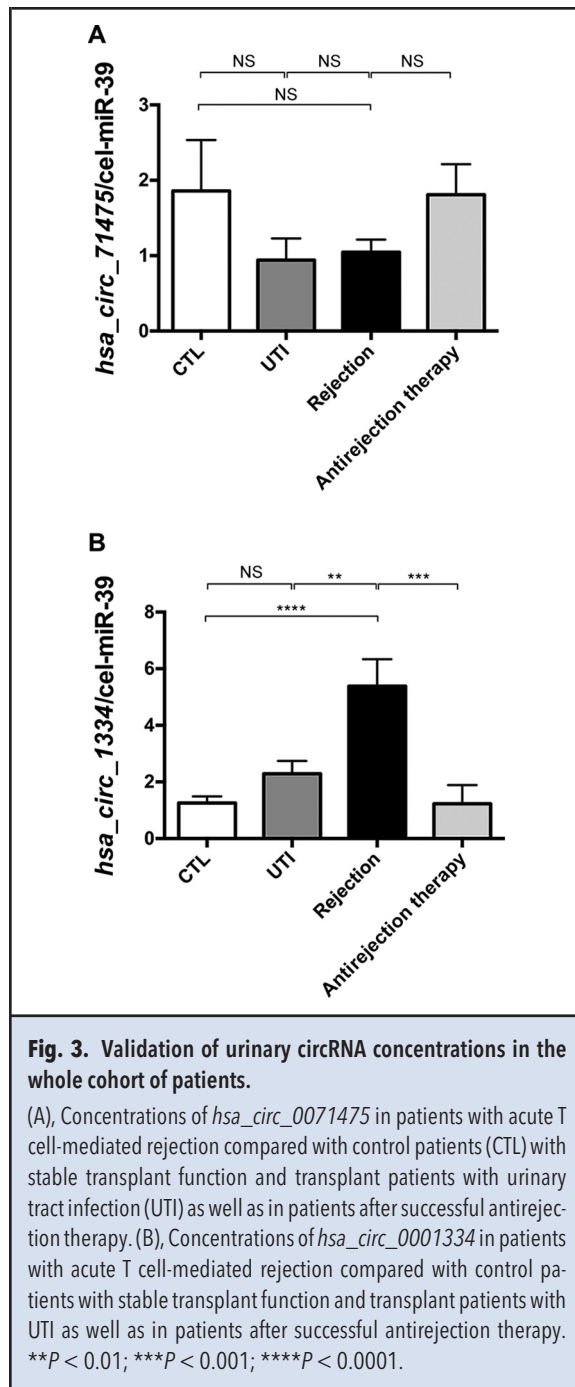 A
NS NS NS
NS
hsa_circ_71475/cel-miR-39
3
2
1
0
CTL UTI Rejection Antirejection therapy
B
NS ** ***
****
hsa_circ_1334/cel-miR-39
8
6
4
2
0
CTL UTI Rejection Antirejection therapy
Fig. 3. Validation of urinary circRNA concentrations in the
whole cohort of patients.
(A), Concentrations of hsa_circ_0071475 in patients with acute T
cell-mediated rejection compared with control patients (CTL) with
stable transplant function and transplant patients with urinary
tract infection (UTI) as well as in patients after successful antirejec-
tion therapy. (B), Concentrations of hsa_circ_0001334 in patients
with acute T cell-mediated rejection compared with control pa-
tients with stable transplant function and transplant patients with
UTI as well as in patients after successful antirejection therapy.
**P < 0.01; ***P < 0.001; ****P < 0.0001.